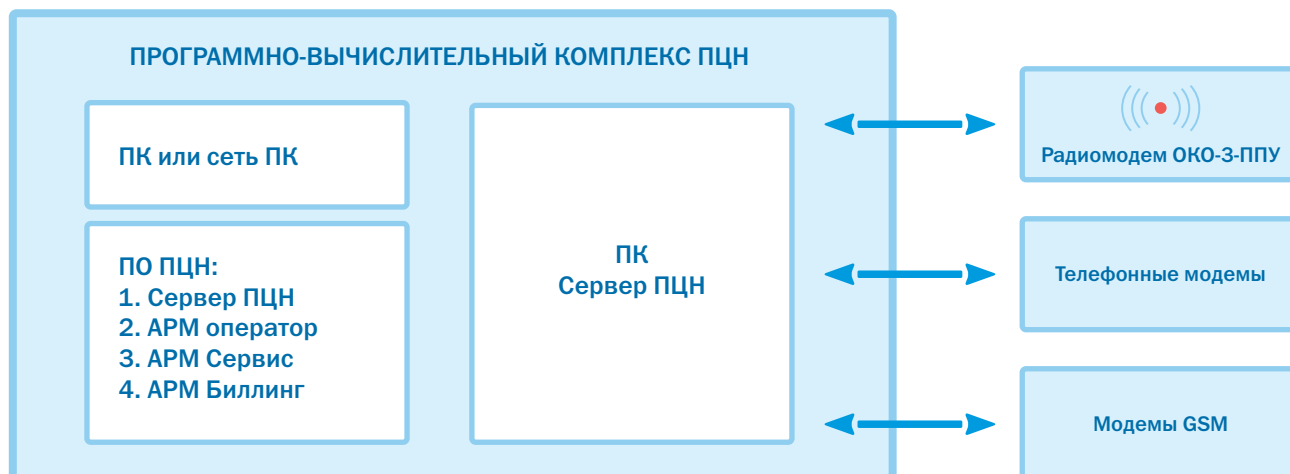 ПРОГРАММНО-ВЫЧИСЛИТЕЛЬНЫЙ КОМПЛЕКС ПЦН
ПК или сеть ПК
ПО ПЦН:
1. Сервер ПЦН
2. АРМ оператор
3. АРМ Сервис
4. АРМ Биллинг
ПК
Сервер ПЦН
Радиомодем ОКО-3-ППУ
Телефонные модемы
Модемы GSM